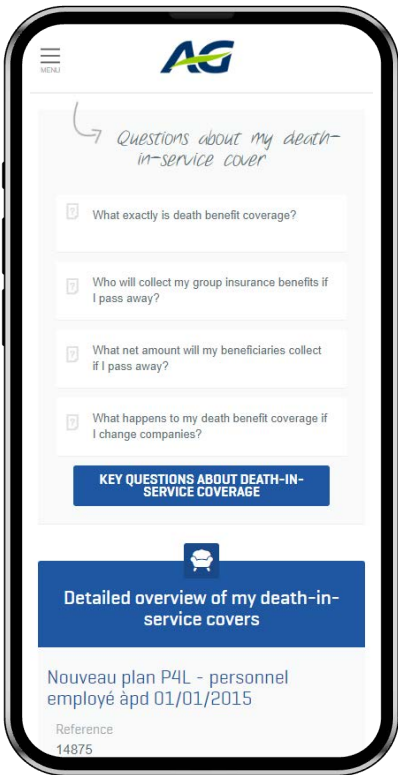 MENU
AG
Questions about my death-
in-service cover
What exactly is death benefit coverage?
Who will collect my group insurance benefits if
I pass away?
What net amount will my beneficiaries collect
if I pass away?
What happens to my death benefit coverage if
I change companies?
KEY QUESTIONS ABOUT DEATH-IN-
SERVICE COVERAGE
Detailed overview of my death-in-
service covers
Nouveau plan P4L - personnel
employé àpd 01/01/2015
Reference
14875